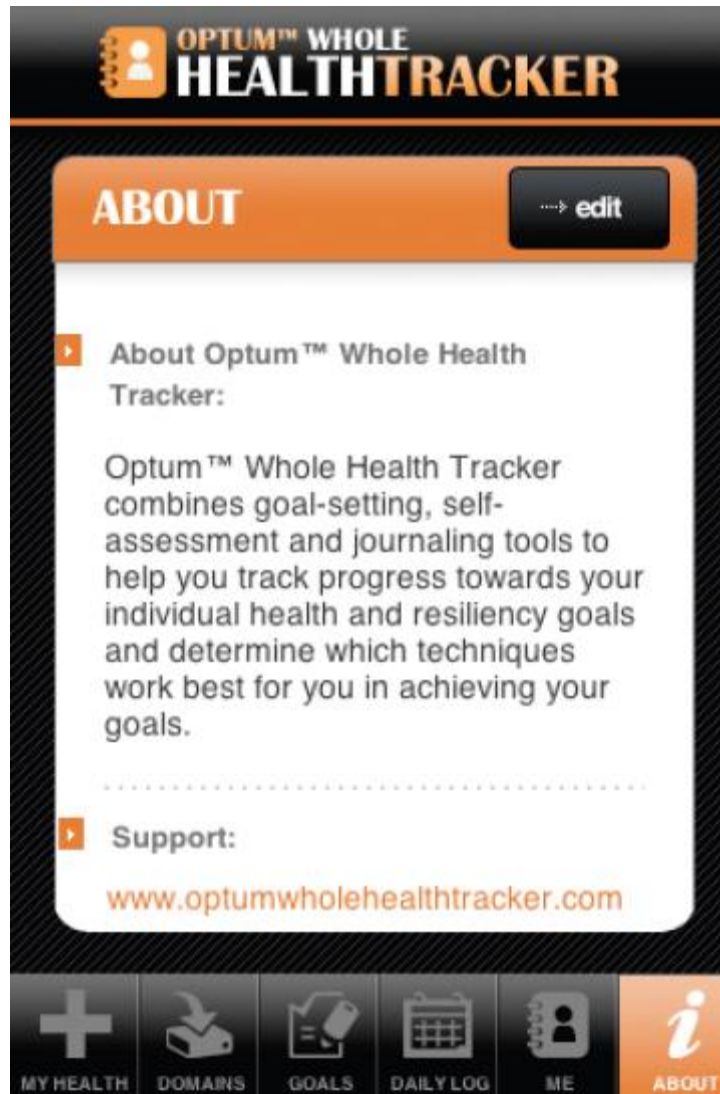 OPTUM™ WHOLE
HEALTHTRACKER
ABOUT
edit
About Optum™ Whole Health
Tracker:
Optum™ Whole Health Tracker
combines goal-setting, self-
assessment and journaling tools to
help you track progress towards your
individual health and resiliency goals
and determine which techniques
work best for you in achieving your
goals.
Support:
www.optumwholehealthtracker.com
MY HEALTH DOMAINS GOALS DAILY LOG ME ABOUT